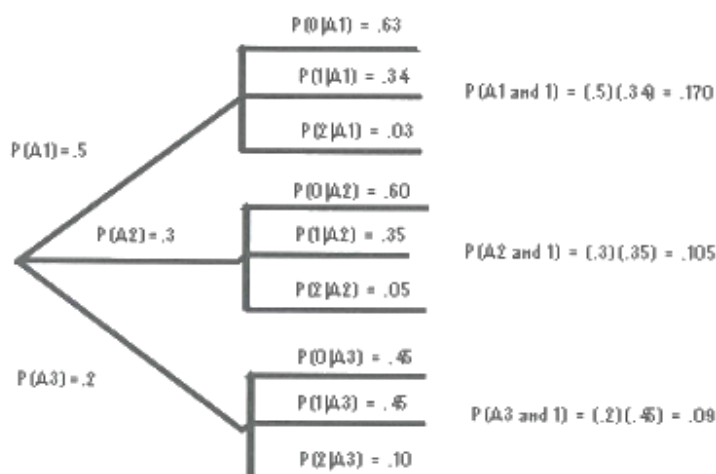 P(0|A1) = .63
P(1|A1) = .34
P(A1 and 1) = (.5)(.34) = .170
P(2|A1) = .03
P(A1) = .5
P(0|A2) = .60
P(A2) = .3
P(1|A2) = .35
P(A2 and 1) = (.3)(.35) = .105
P(2|A2) = .05
P(0|A3) = .45
P(A3) = .2
P(1|A3) = .45
P(A3 and 1) = (.2)(.45) = .09
P(2|A3) = .10